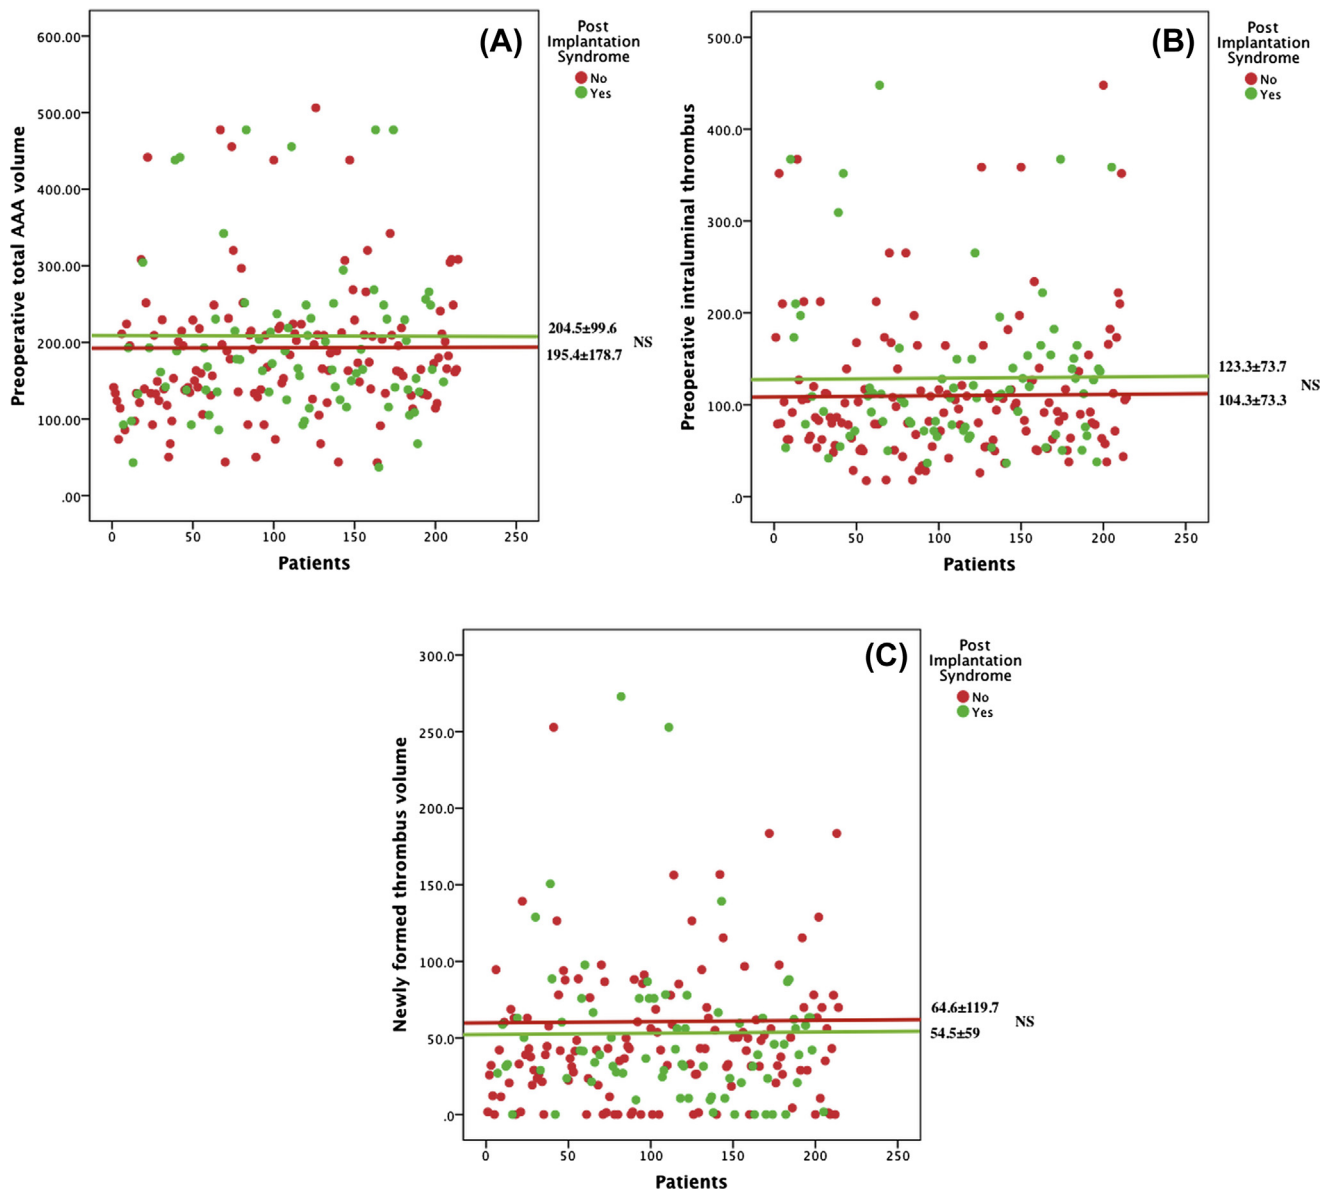 (A)
Post
Implantation
Syndrome
No
Yes
Preoperative total AAA volume
600.00
500.00
400.00
300.00
200.00
100.00
.00
204.5±99.6
NS
195.4±178.7
0 50 100 150 200 250
Patients
(B)
Post
Implantation
Syndrome
No
Yes
Preoperative intraluminal thrombus
500.0
400.0
300.0
200.0
100.0
.0
123.3±73.7
NS
104.3±73.3
0 50 100 150 200 250
Patients
(C)
Post
Implantation
Syndrome
No
Yes
Newly formed thrombus volume
300.0
250.0
200.0
150.0
100.0
50.0
.0
64.6±119.7
NS
54.5±59
0 50 100 150 200 250
Patients